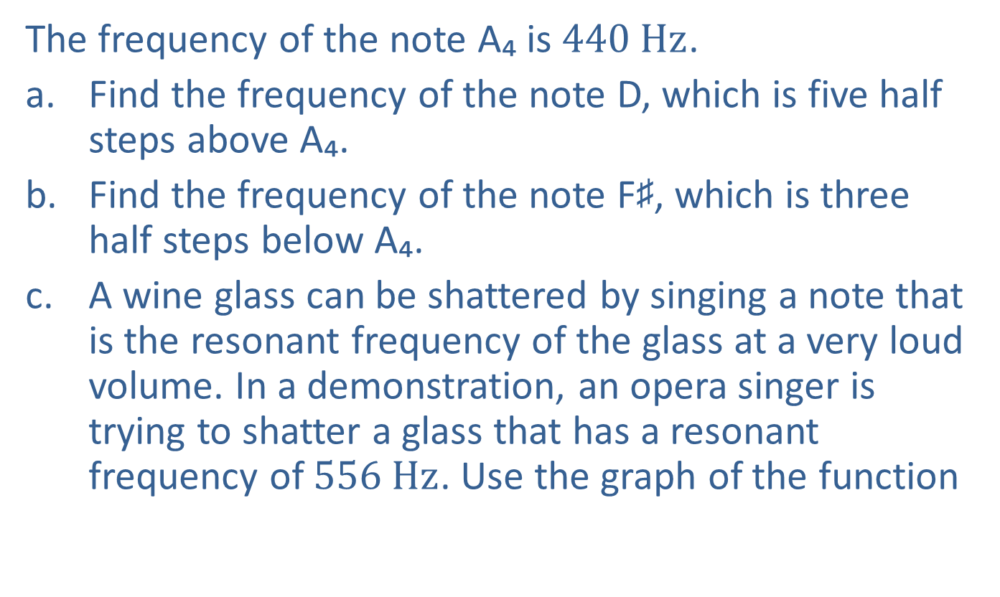 The frequency of the note A₄ is 440 Hz.
a. Find the frequency of the note D, which is five half
steps above A₄.
b. Find the frequency of the note F♯, which is three
half steps below A₄.
c. A wine glass can be shattered by singing a note that
is the resonant frequency of the glass at a very loud
volume. In a demonstration, an opera singer is
trying to shatter a glass that has a resonant
frequency of 556 Hz. Use the graph of the function